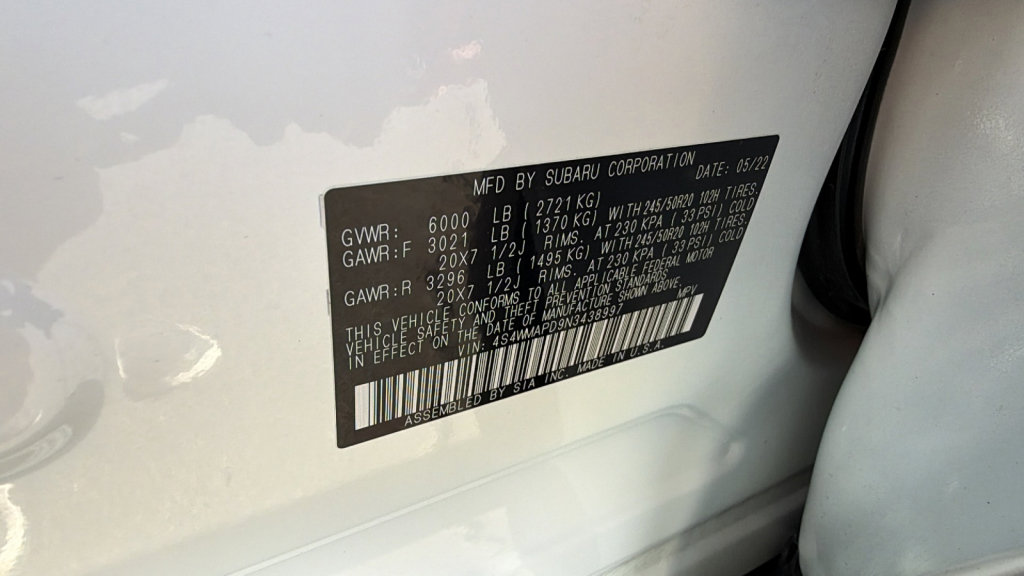 MFD BY SUBARU CORPORATION DATE: 05/22
GVWR: 6000 LB (2721 KG)
GAWR:F 3021 LB (1370 KG) WITH 245/50R20 102H TIRES,
20X7 1/2J RIMS, AT 230 KPA (33 PSI) COLD
GAWR:R 3296 LB (1495 KG) WITH 245/50R20 102H TIRES,
20X7 1/2J RIMS, AT 230 KPA (33 PSI) COLD
THIS VEHICLE CONFORMS TO ALL APPLICABLE FEDERAL MOTOR
VEHICLE SAFETY AND THEFT PREVENTION STANDARDS
IN EFFECT ON THE DATE OF MANUFACTURE SHOWN ABOVE.
VIN: 4S4WMAPD9N3438997 MPV
ASSEMBLED BY SIA INC. MADE IN U.S.A.